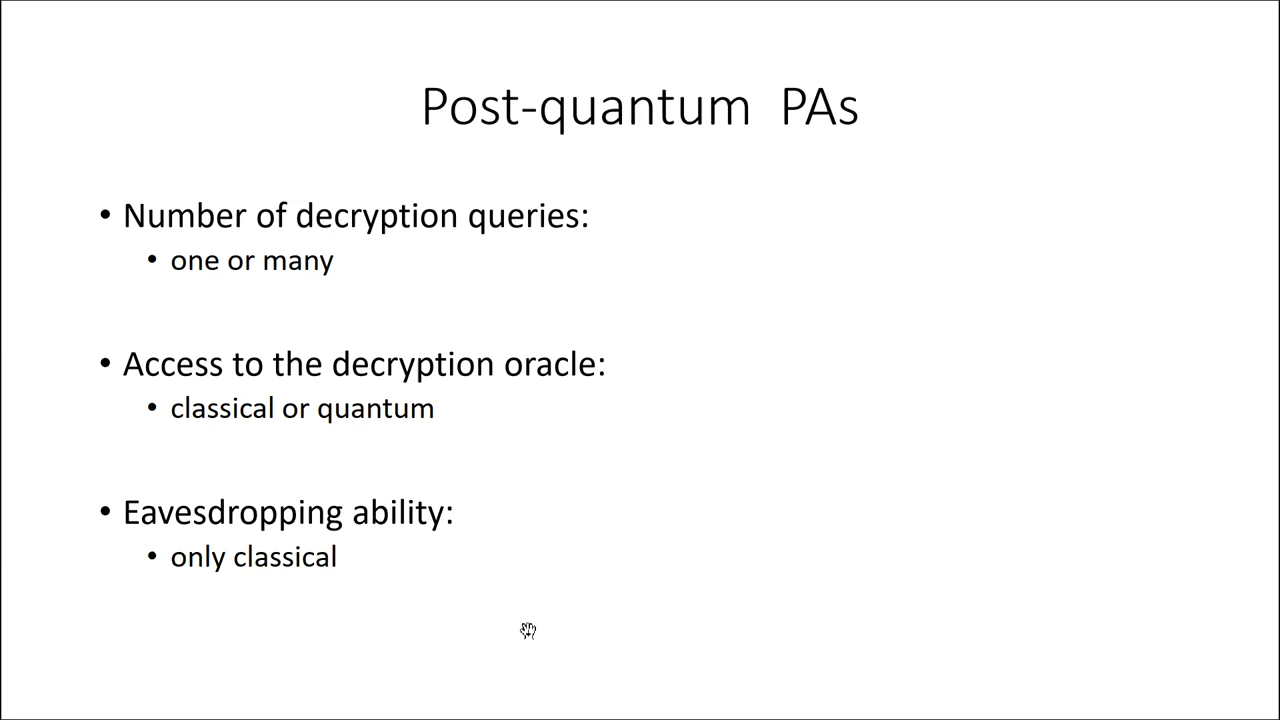 Post-quantum PAs
• Number of decryption queries:
• one or many
• Access to the decryption oracle:
• classical or quantum
• Eavesdropping ability:
• only classical